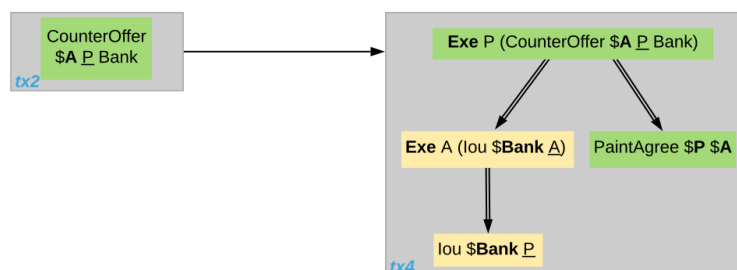 CounterOffer
$A P Bank
tx2
Exe P (CounterOffer $A P Bank)
Exe A (Iou $Bank A)
PaintAgree $P $A
Iou $Bank P
tx4